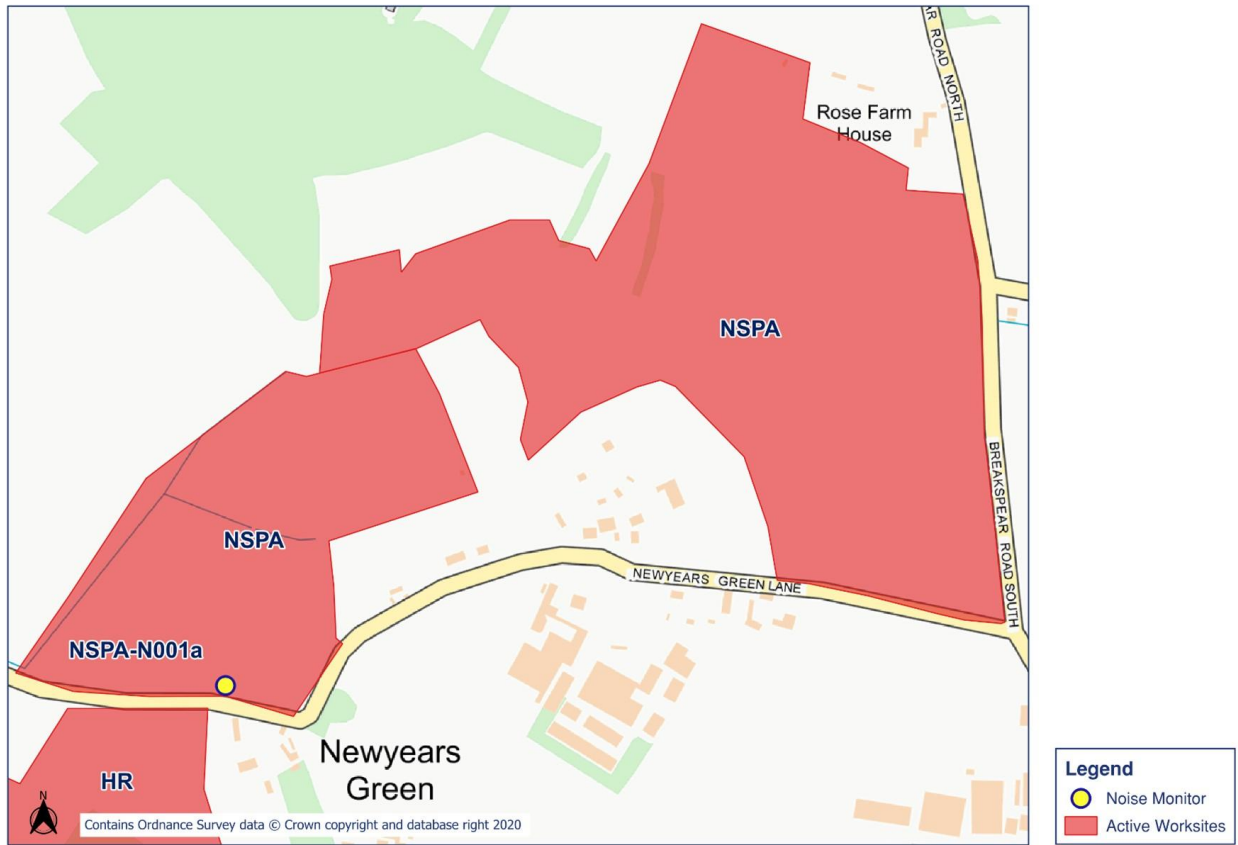 AR ROAD NORTH
Rose Farm
House
NSPA
BREAKSPEAR ROAD SOUTH
NSPA
NEWYEARS GREEN LANE
NSPA-N001a
Newyears
Green
HR
N
Contains Ordnance Survey data © Crown copyright and database right 2020
Legend
Noise Monitor
Active Worksites